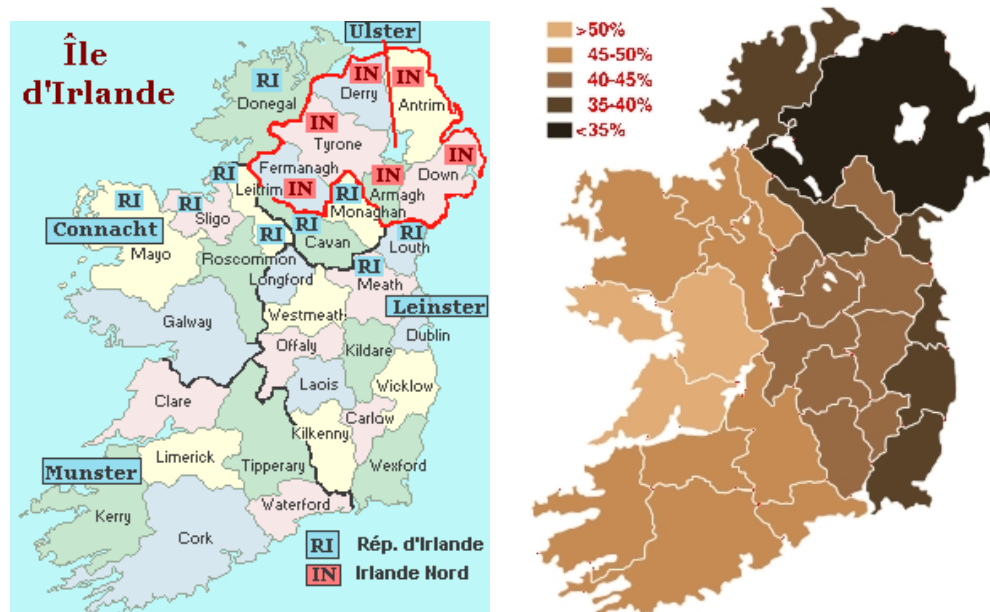 Île
d'Irlande
Ulster
IN
IN
Derry
Antrim
RI
Donegal
IN
Tyrone
IN
Down
RI
Fermanagh
IN
IN
Armagh
Leitrim
RI
Monaghan
RI
RI
Sligo
RI
Connacht
RI
Cavan
RI
Louth
Mayo
Roscommon
RI
Longford
Meath
Leinster
Galway
Westmeath
Dublin
Offaly
Kildare
Laois
Wicklow
Clare
Carlow
Kilkenny
Limerick
Munster
Tipperary
Wexford
Waterford
Kerry
Cork
RI Rép. d'Irlande
IN Irlande Nord
>50%
45-50%
40-45%
35-40%
<35%